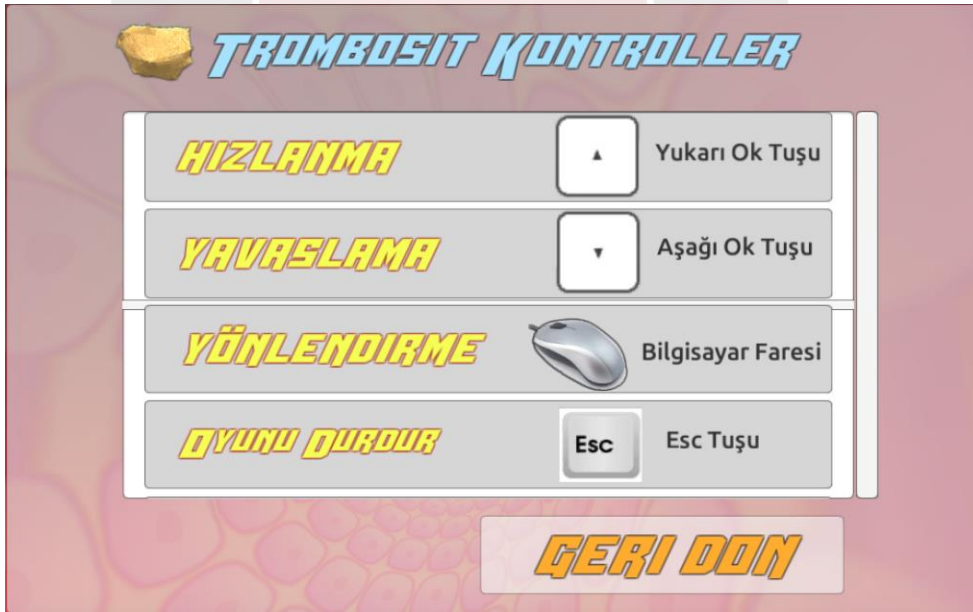 TROMBOSIT KONTROLLER
HIZLANMA Yukarı Ok Tuşu
YAVASLAMA Aşağı Ok Tuşu
YÖNLENDIRME Bilgisayar Faresi
OYUNU DURDUR Esc Esc Tuşu
GERI DON